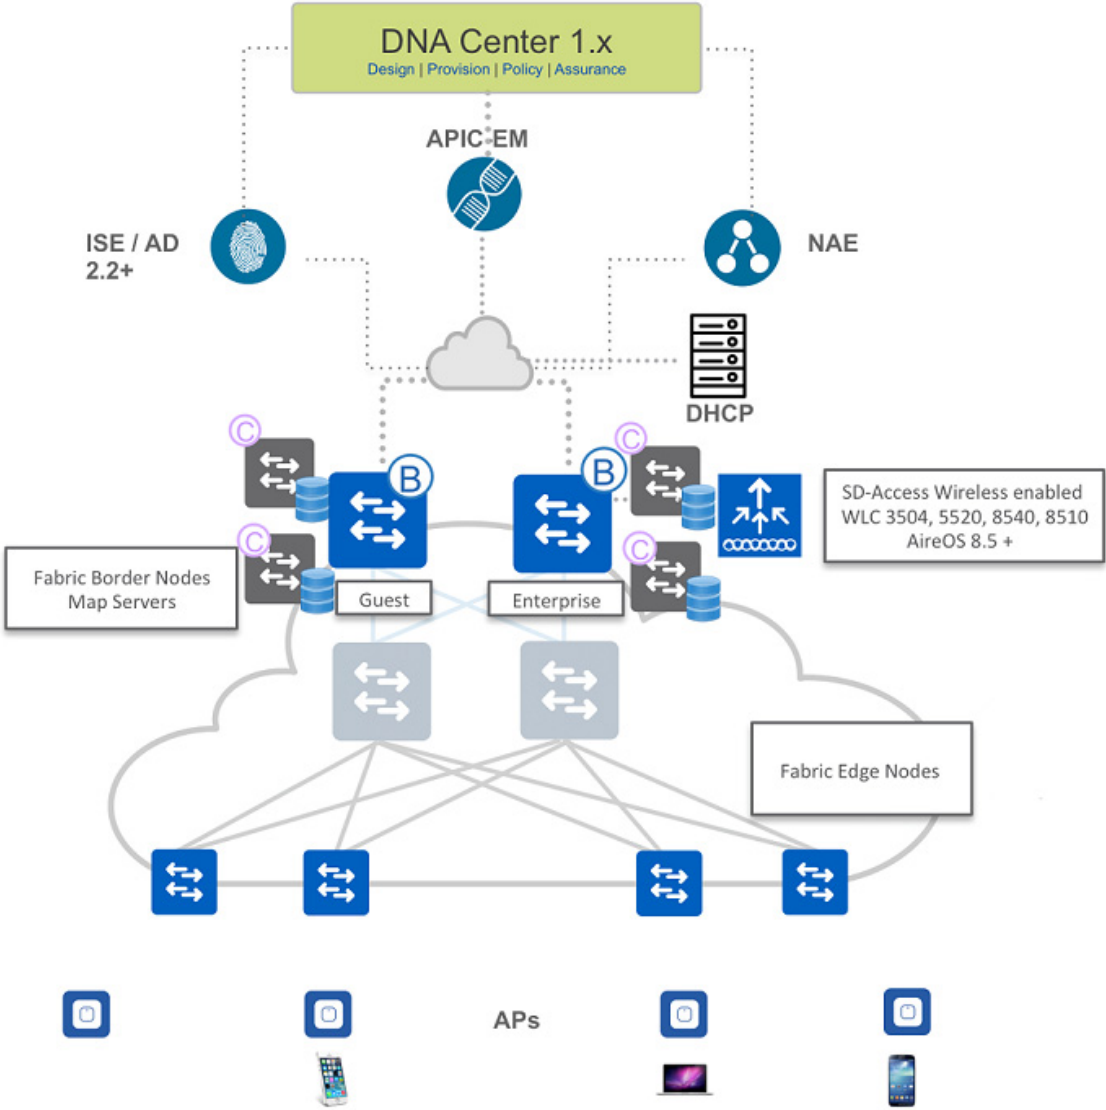 DNA Center 1.x
Design | Provision | Policy | Assurance
APIC-EM
ISE / AD
2.2+
NAE
DHCP
C
B
B
C
SD-Access Wireless enabled
WLC 3504, 5520, 8540, 8510
AireOS 8.5 +
C
C
Fabric Border Nodes
Map Servers
Guest
Enterprise
Fabric Edge Nodes
APs